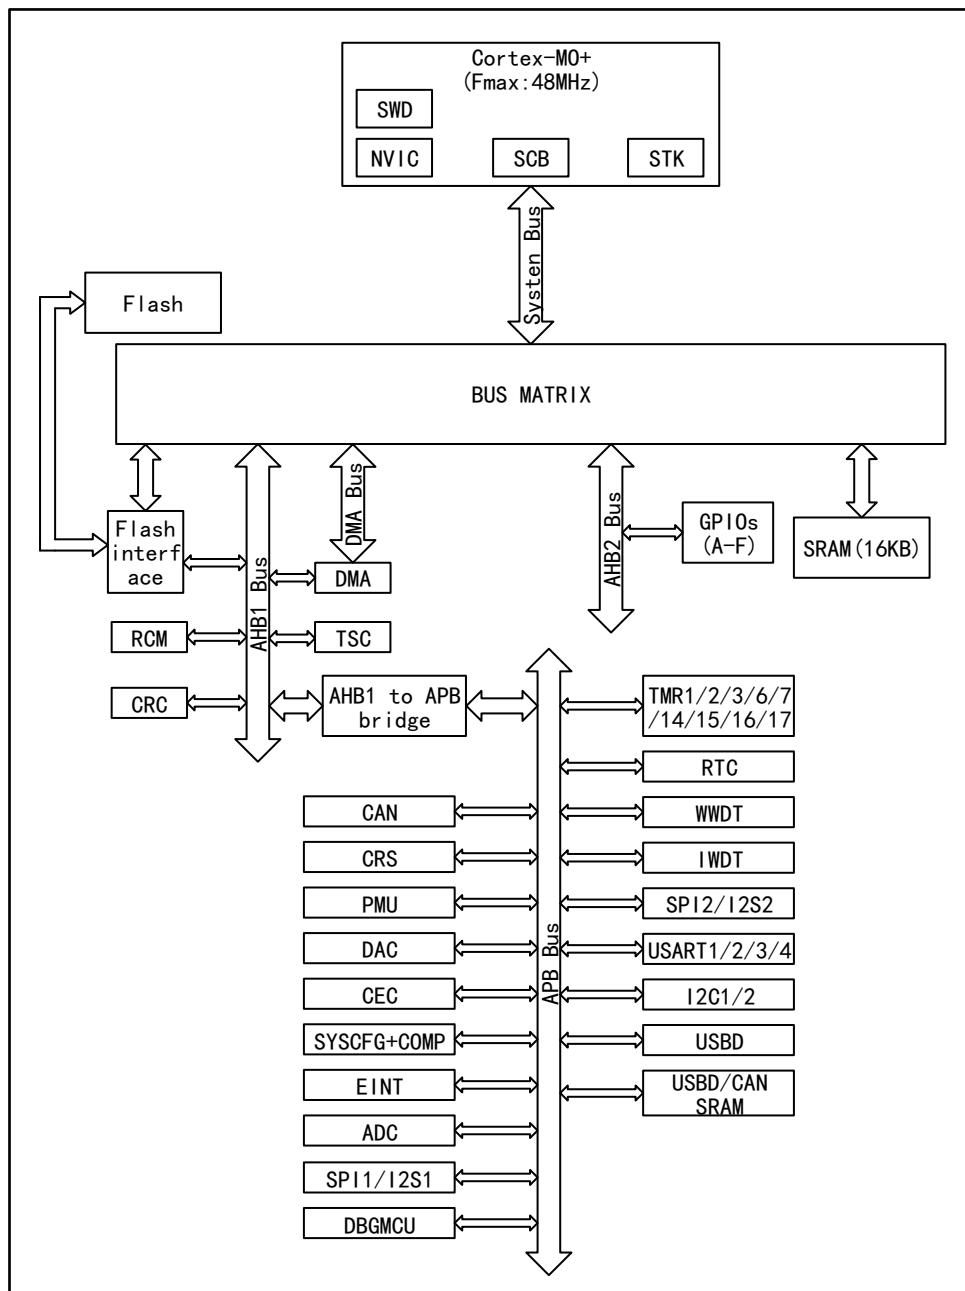 Cortex-M0+
(Fmax:48MHz)
SWD
NVIC
SCB
STK
Systen Bus
Flash
BUS MATRIX
Flash
interf
ace
AHB1 Bus
DMA Bus
DMA
AHB2 Bus
GPIOs
(A-F)
SRAM(16KB)
RCM
TSC
CRC
AHB1 to APB
bridge
APB Bus
TMR1/2/3/6/7
/14/15/16/17
RTC
CAN
WWDT
CRS
IWDT
PMU
SPI2/I2S2
DAC
USART1/2/3/4
CEC
I2C1/2
SYSCFG+COMP
USBD
EINT
USBD/CAN
SRAM
ADC
SPI1/I2S1
DBGMCU